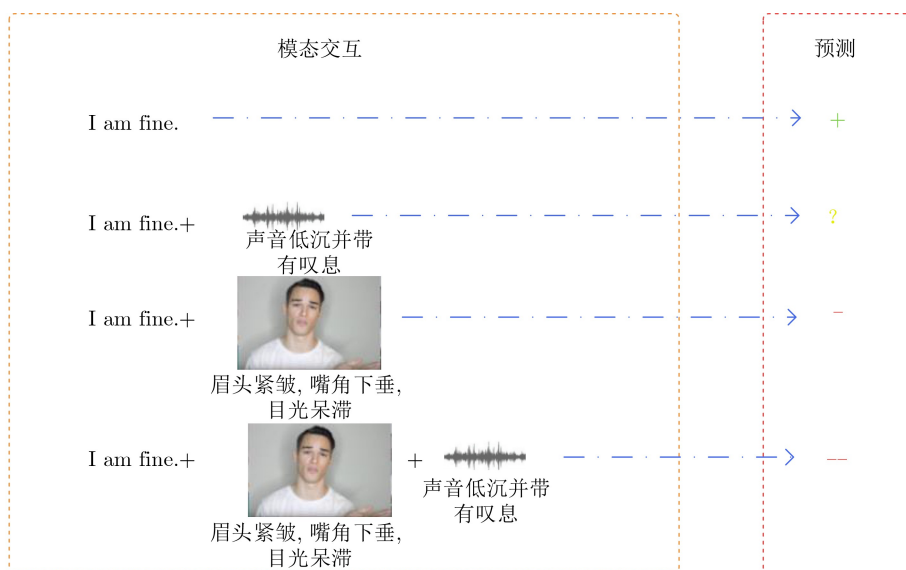 模态交互
预测
I am fine.
+
I am fine.+
?
声音低沉并带
有叹息
I am fine.+
-
眉头紧皱, 嘴角下垂,
目光呆滞
I am fine.+
+
--
声音低沉并带
有叹息
眉头紧皱, 嘴角下垂,
目光呆滞